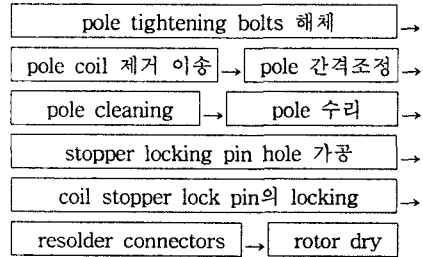 pole tightening bolts 해체 →
pole coil 제거 이송 → pole 간격조정 →
pole cleaning → pole 수리 →
stopper locking pin hole 가공 →
coil stopper lock pin의 locking →
resolder connectors → rotor dry